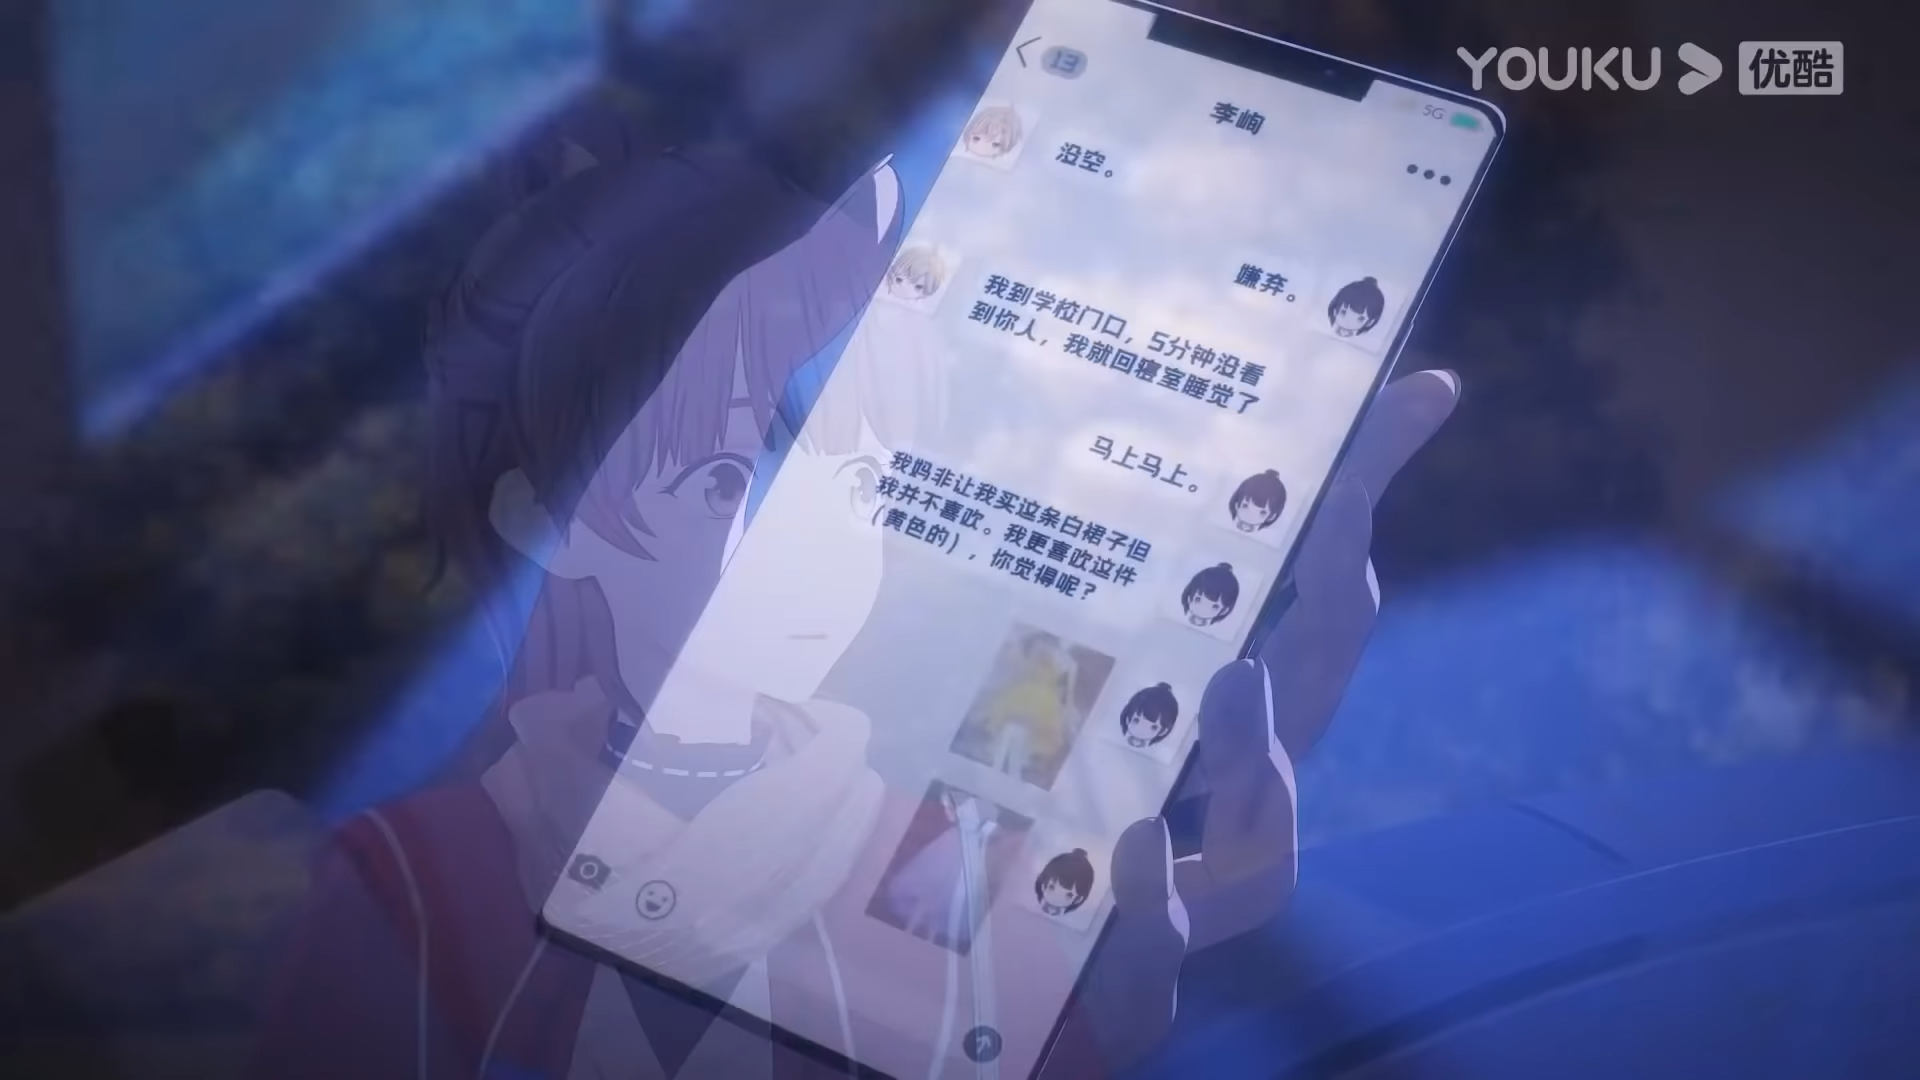 YOUKU 优酷
13
5G
李峋
没空。
嫌弃。
我到学校门口，5分钟没看
到你人，我就回寝室睡觉了
马上马上。
我妈非让我买这条白裙子但
我并不喜欢。我更喜欢这件
（黄色的），你觉得呢？